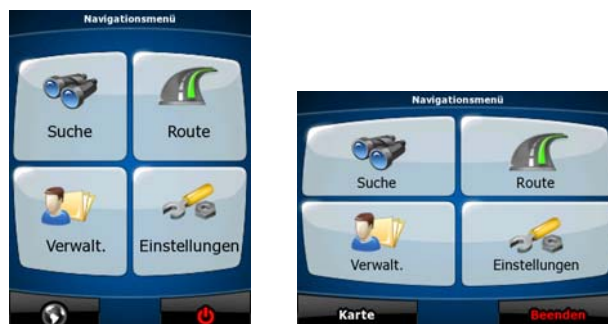 Navigationsmenü
Suche Route
Verwalt. Einstellungen
Navigationsmenü
Suche Route
Verwalt. Einstellungen
Karte Beenden